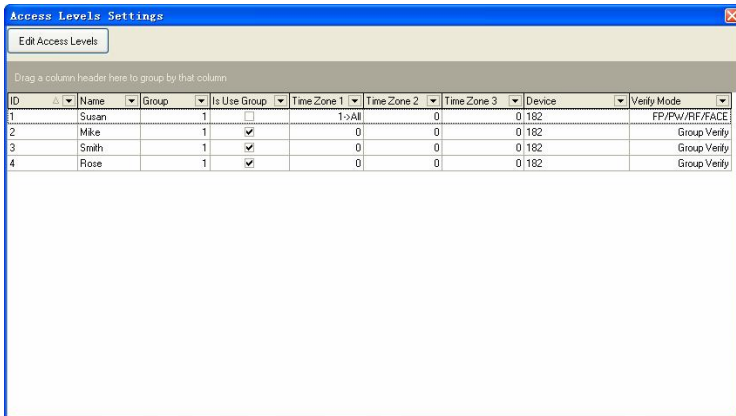 Access Levels Settings
Edit Access Levels
Drag a column header here to group by that column
ID Name Group Is Use Group Time Zone 1 Time Zone 2 Time Zone 3 Device Verify Mode
1 Susan 1 1->All 0 0 182 FP/PW/RF/FACE
2 Mike 1 0 0 0 182 Group Verify
3 Smith 1 0 0 0 182 Group Verify
4 Rose 1 0 0 0 182 Group Verify